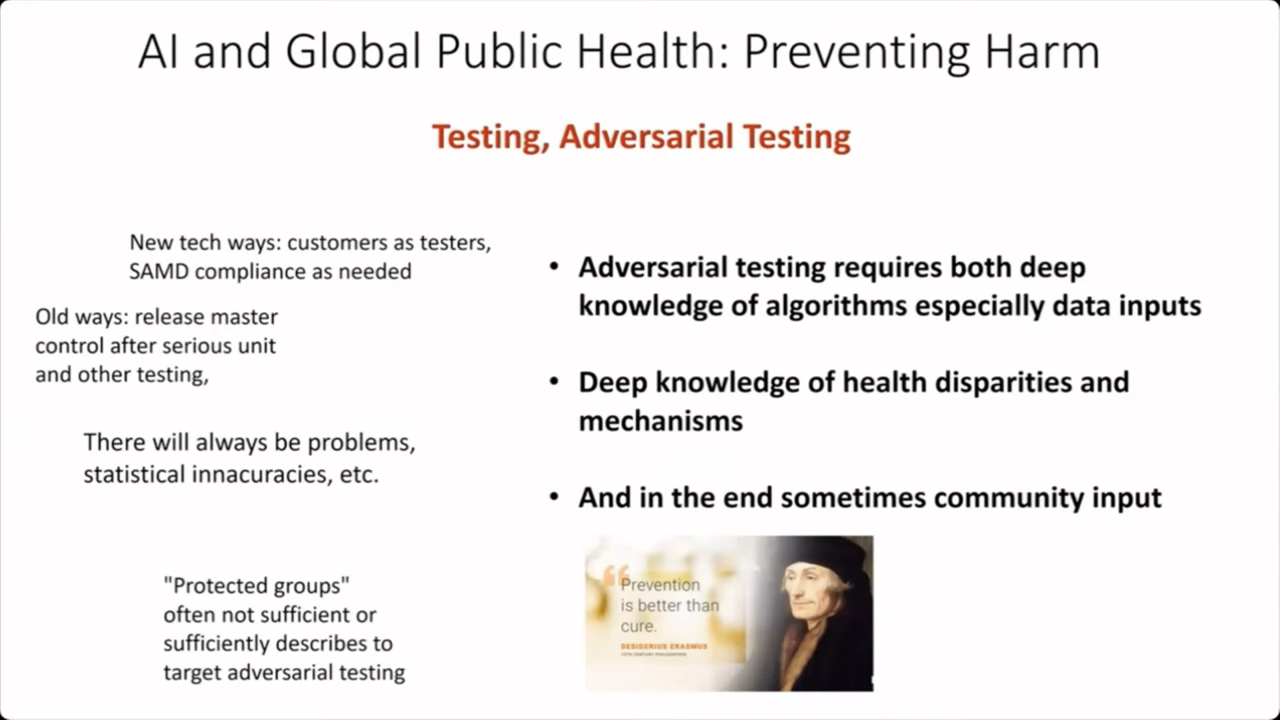 AI and Global Public Health: Preventing Harm
Testing, Adversarial Testing
New tech ways: customers as testers,
SAMD compliance as needed
Old ways: release master
control after serious unit
and other testing,
There will always be problems,
statistical innacuracies, etc.
"Protected groups"
often not sufficient or
sufficiently describes to
target adversarial testing
• Adversarial testing requires both deep
knowledge of algorithms especially data inputs
• Deep knowledge of health disparities and
mechanisms
• And in the end sometimes community input
“Prevention
is better than
cure.
DESIDERIUS ERASMUS